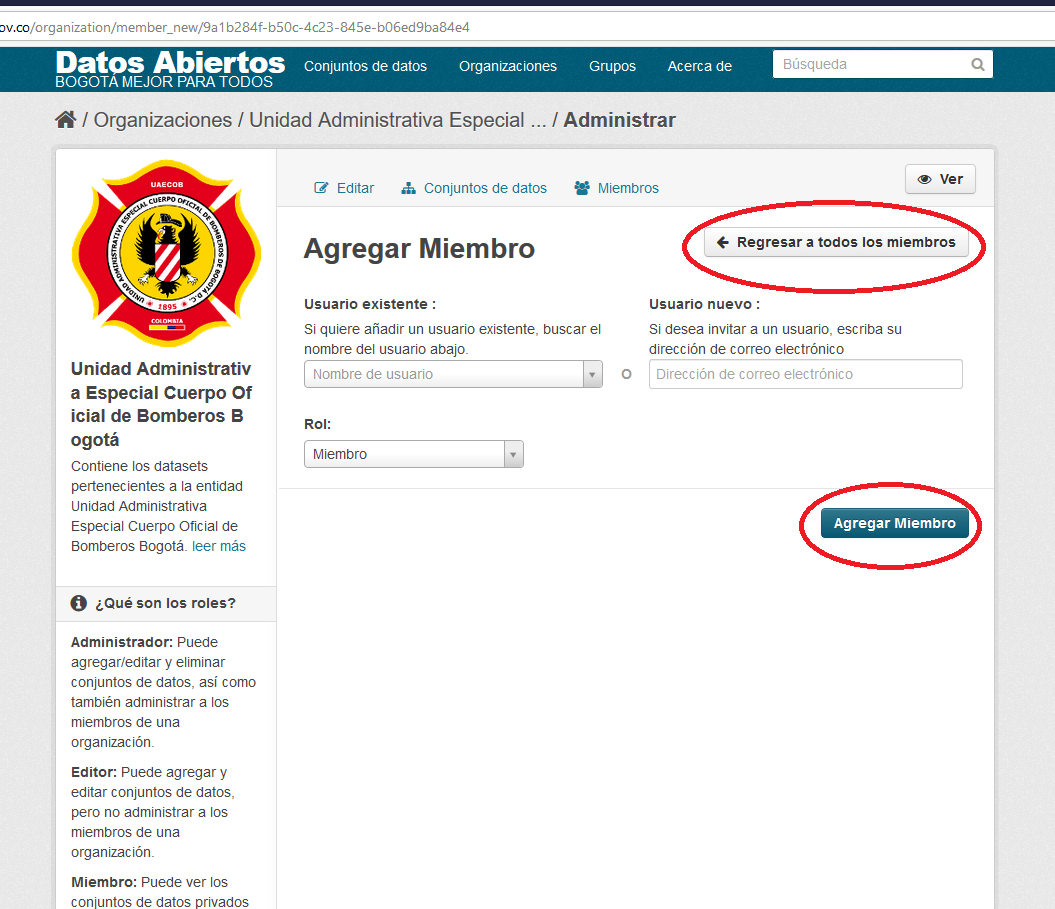 ov.co/organization/member_new/9a1b284f-b50c-4c23-845e-b06ed9ba84e4
Datos Abiertos
BOGOTÁ MEJOR PARA TODOS
Conjuntos de datos
Organizaciones
Grupos
Acerca de
Búsqueda
/ Organizaciones / Unidad Administrativa Especial ... / Administrar
UAECOB
UNIDAD ADMINISTRATIVA ESPECIAL CUERPO OFICIAL DE BOMBEROS DE BOGOTÁ D.C.
1895
COLOMBIA
Unidad Administrativ
a Especial Cuerpo Of
icial de Bomberos B
ogotá
Contiene los datasets
pertenecientes a la entidad
Unidad Administrativa
Especial Cuerpo Oficial de
Bomberos Bogotá. leer más
¿Qué son los roles?
Administrador: Puede
agregar/editar y eliminar
conjuntos de datos, así como
también administrar a los
miembros de una
organización.
Editor: Puede agregar y
editar conjuntos de datos,
pero no administrar a los
miembros de una
organización.
Miembro: Puede ver los
conjuntos de datos privados
Editar
Conjuntos de datos
Miembros
Ver
Agregar Miembro
Regresar a todos los miembros
Usuario existente :
Si quiere añadir un usuario existente, buscar el
nombre del usuario abajo.
Nombre de usuario
O
Usuario nuevo :
Si desea invitar a un usuario, escriba su
dirección de correo electrónico
Dirección de correo electrónico
Rol:
Miembro
Agregar Miembro